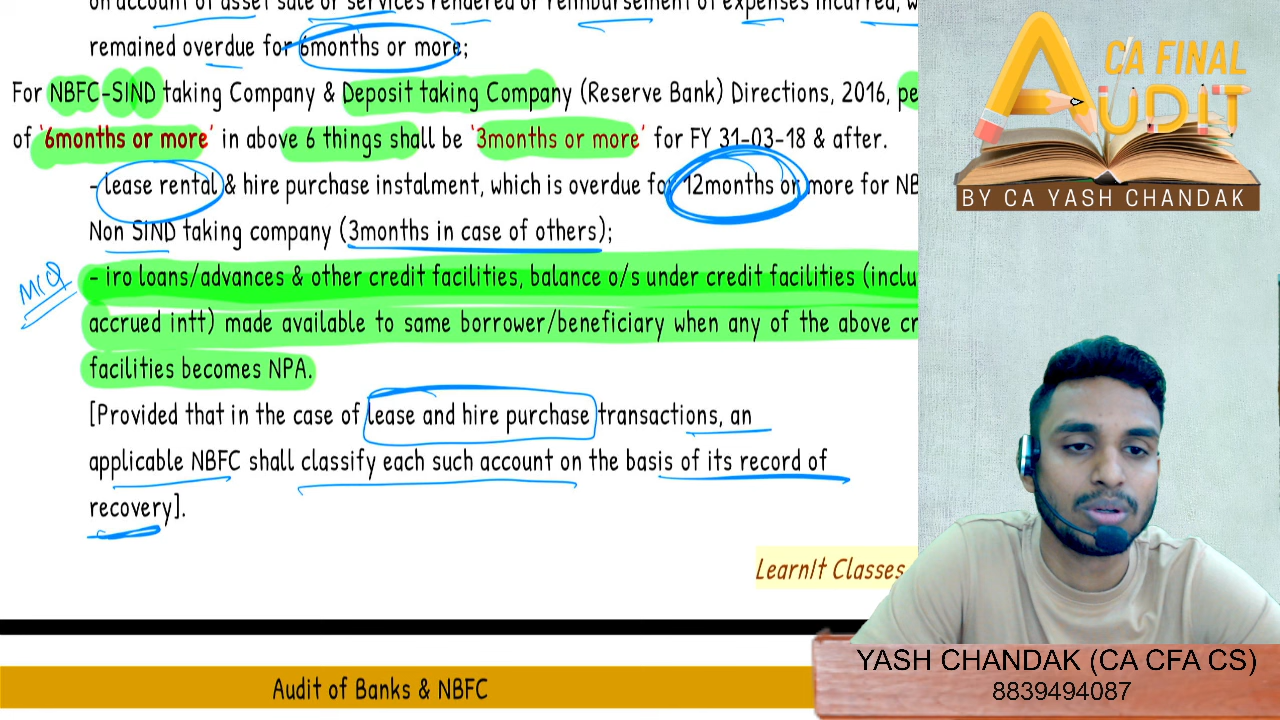 on account of asset sale or services rendered or reimbursement of expenses incurred,
remained overdue for 6months or more;
For NBFC-SIND taking Company & Deposit taking Company (Reserve Bank) Directions, 2016,
of '6months or more' in above 6 things shall be '3months or more' for FY 31-03-18 & after.
- lease rental & hire purchase instalment, which is overdue for 12months or more for
Non SIND taking company (3months in case of others);
MCQ
- iro loans/advances & other credit facilities, balance o/s under credit facilities
accrued intt) made available to same borrower/beneficiary when any of the above
facilities becomes NPA.
[Provided that in the case of lease and hire purchase transactions, an
applicable NBFC shall classify each such account on the basis of its record of
recovery].
LearnIt Classes
Audit of Banks & NBFC
CA FINAL
AUDIT
BY CA YASH CHANDAK
YASH CHANDAK (CA CFA CS)
8839494087